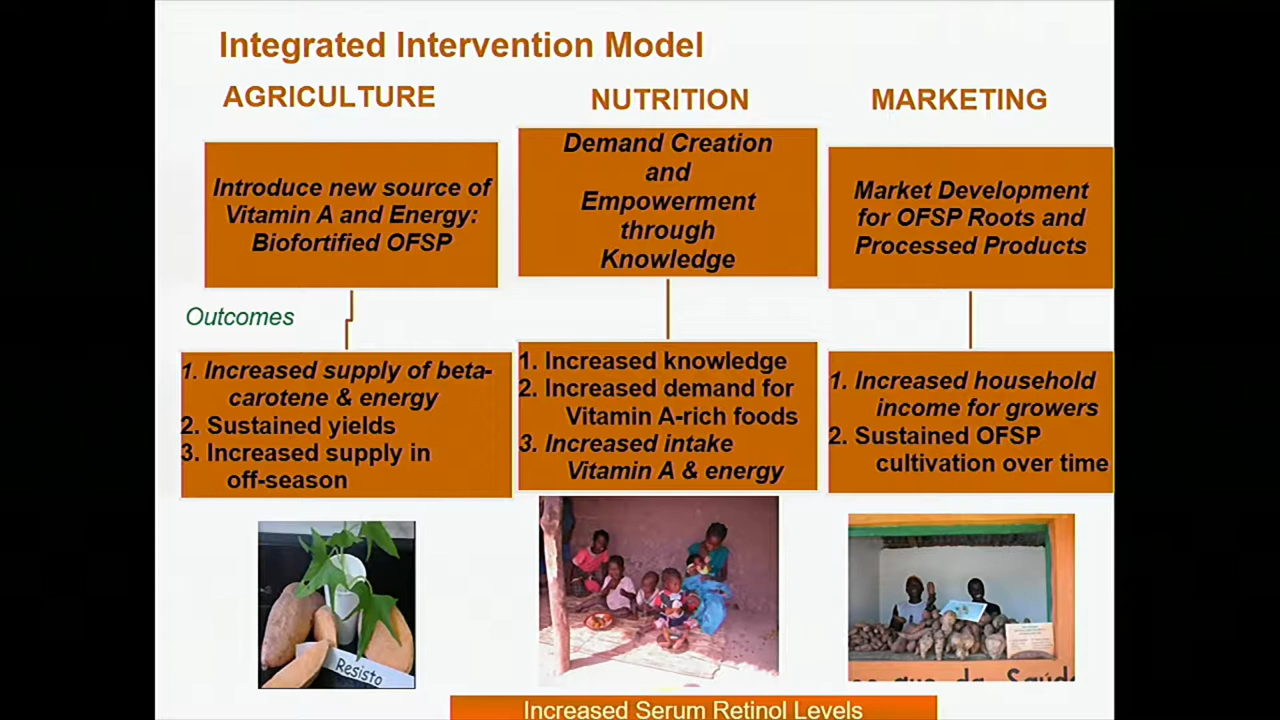 Integrated Intervention Model
AGRICULTURE
NUTRITION
MARKETING
Introduce new source of
Vitamin A and Energy:
Biofortified OFSP
Demand Creation
and
Empowerment
through
Knowledge
Market Development
for OFSP Roots and
Processed Products
Outcomes
1. Increased supply of beta-
carotene & energy
2. Sustained yields
3. Increased supply in
off-season
1. Increased knowledge
2. Increased demand for
Vitamin A-rich foods
3. Increased intake
Vitamin A & energy
1. Increased household
income for growers
2. Sustained OFSP
cultivation over time
Resisto
que da Saúd
Increased Serum Retinol Levels